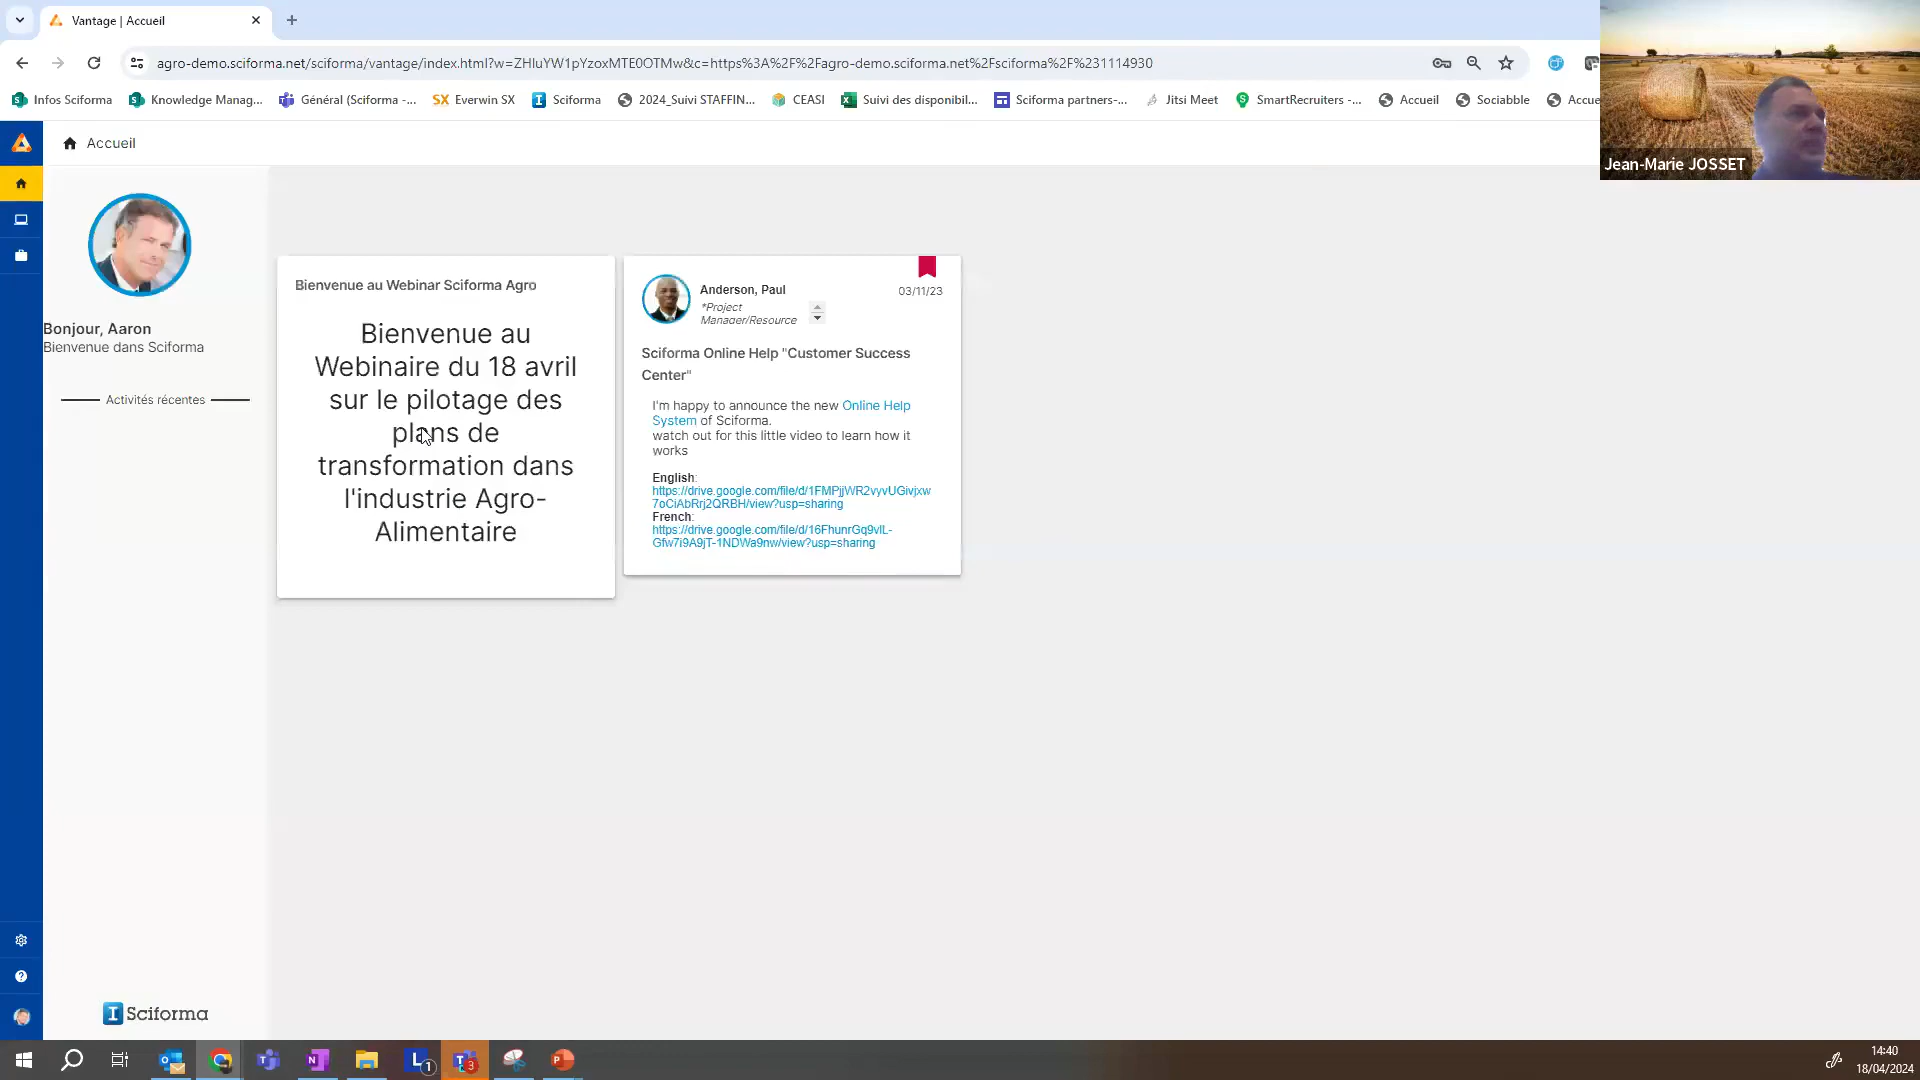 Vantage | Accueil
agro-demo.sciforma.net/sciforma/vantage/index.html?w=ZHIuYW1pYzoxMTE0OTMw&c=https%3A%2F%2Fagro-demo.sciforma.net%2Fsciforma%2F%231114930
Infos Sciforma
Knowledge Manag...
Général (Sciforma -...
Everwin SX
Sciforma
2024_Suivi STAFFIN...
CEASI
Suivi des disponibil...
Sciforma partners-...
Jitsi Meet
SmartRecruiters -...
Accueil
Sociabble
Jean-Marie JOSSET
Accueil
Bonjour, Aaron
Bienvenue dans Sciforma
Activités récentes
Bienvenue au Webinar Sciforma Agro
Bienvenue au
Webinaire du 18 avril
sur le pilotage des
plans de
transformation dans
l'industrie Agro-
Alimentaire
Anderson, Paul
*Project
Manager/Resource
03/11/23
Sciforma Online Help "Customer Success
Center"
I'm happy to announce the new Online Help
System of Sciforma.
watch out for this little video to learn how it
works
English:
https://drive.google.com/file/d/1FMPjjWR2vyvUGivjxw
7oCiAbRrj2QRBH/view?usp=sharing
French:
https://drive.google.com/file/d/16FhunrGq9vlL-
Gfw7i9A9jT-1NDWa9nw/view?usp=sharing
Sciforma
14:40
18/04/2024